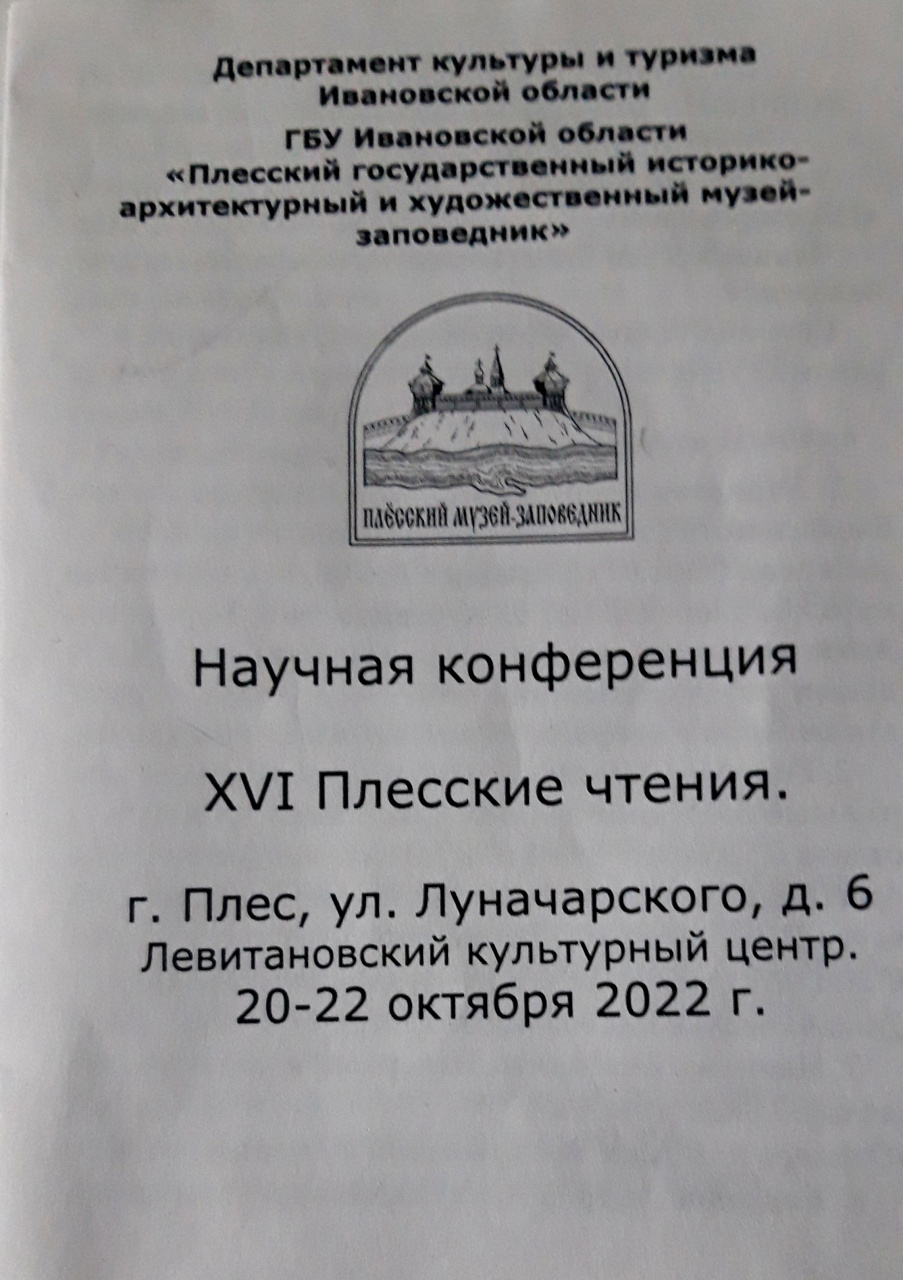 Департамент культуры и туризма
Ивановской области
ГБУ Ивановской области
«Плесский государственный историко-
архитектурный и художественный музей-
заповедник»
ПЛЁССКИЙ МУЗЕЙ-ЗАПОВЕДНИК
Научная конференция
XVI Плесские чтения.
г. Плес, ул. Луначарского, д. 6
Левитановский культурный центр.
20-22 октября 2022 г.